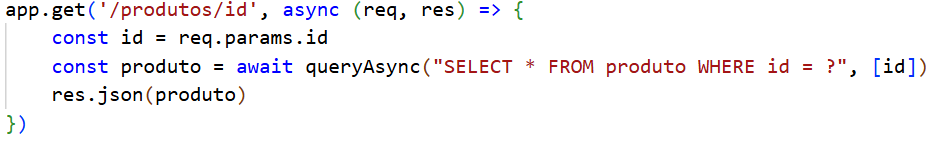 app.get('/produtos/id', async (req, res) => {
    const id = req.params.id
    const produto = await queryAsync("SELECT * FROM produto WHERE id = ?", [id])
    res.json(produto)
})